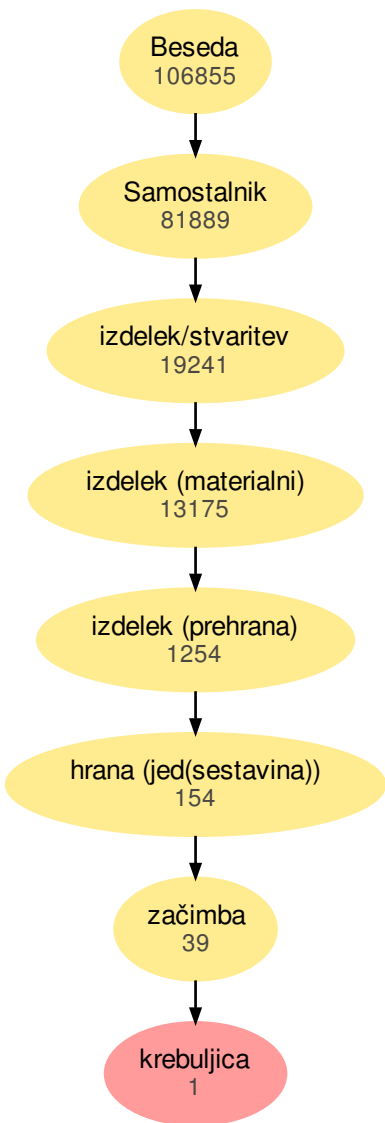 Beseda
106855
Samostalnik
81889
izdelek/stvaritev
19241
izdelek (materialni)
13175
izdelek (prehrana)
1254
hrana (jed(sestavina))
154
začimba
39
krebuljica
1